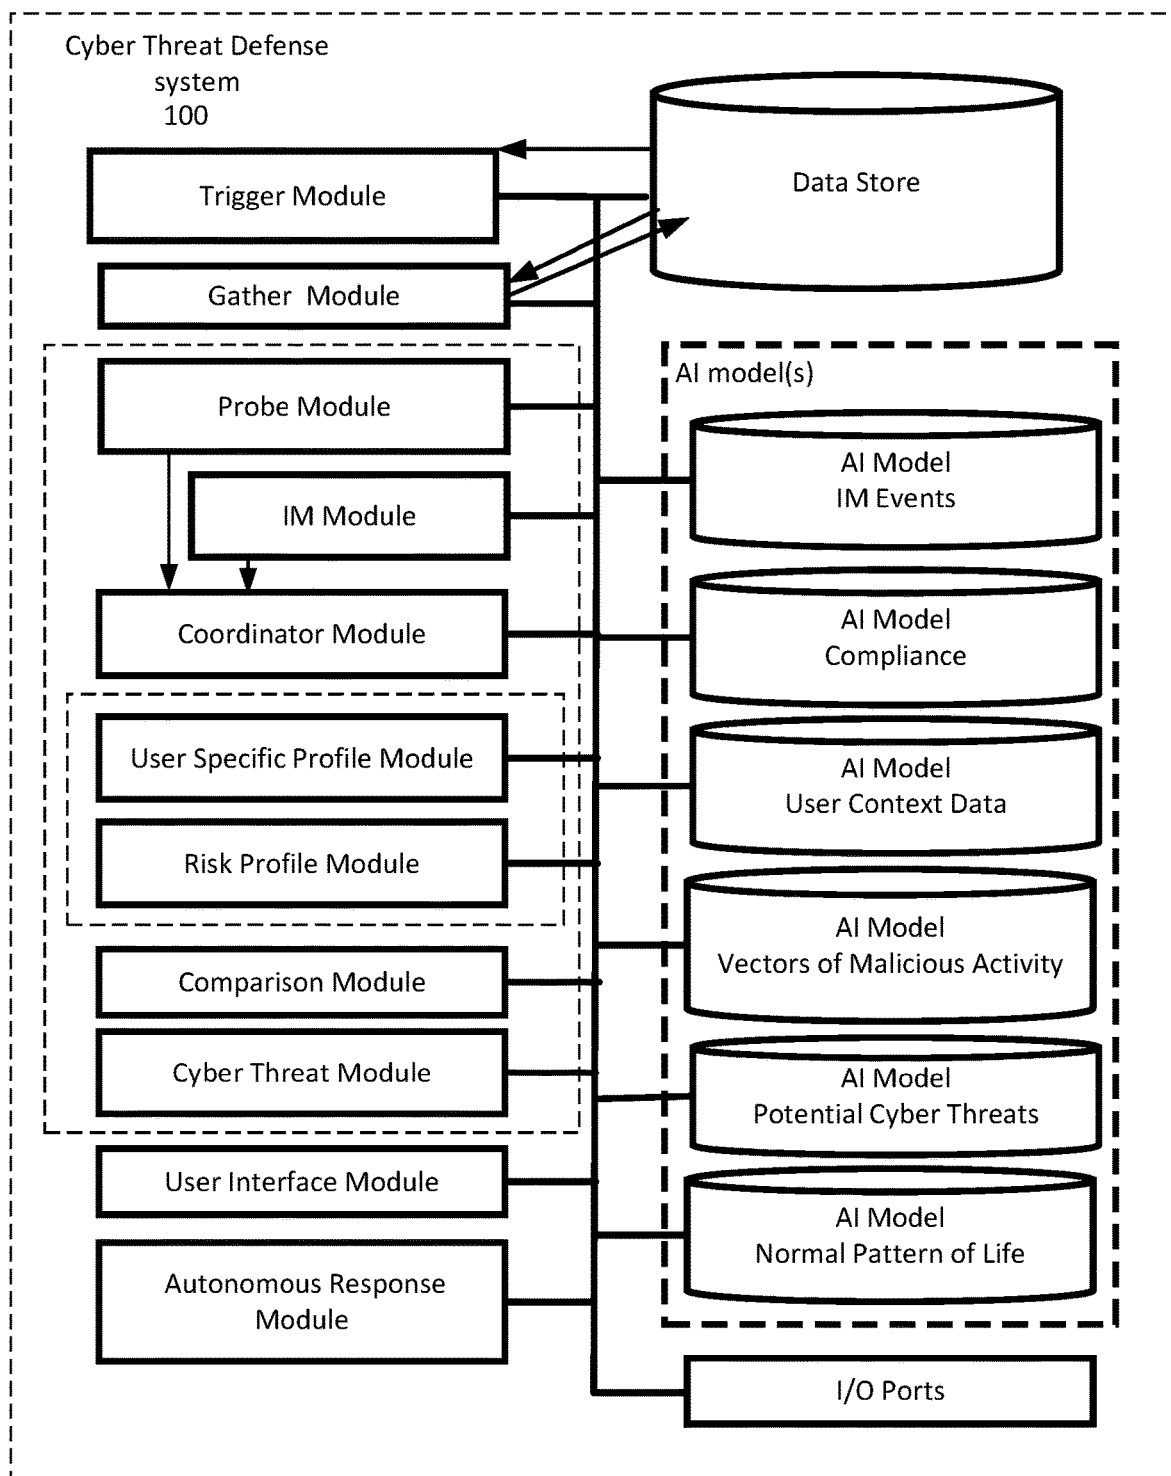 Cyber Threat Defense
system
100
Trigger Module
Data Store
Gather Module
Probe Module
IM Module
Coordinator Module
User Specific Profile Module
Risk Profile Module
Comparison Module
Cyber Threat Module
User Interface Module
Autonomous Response
Module
AI model(s)
AI Model
IM Events
AI Model
Compliance
AI Model
User Context Data
AI Model
Vectors of Malicious Activity
AI Model
Potential Cyber Threats
AI Model
Normal Pattern of Life
I/O Ports